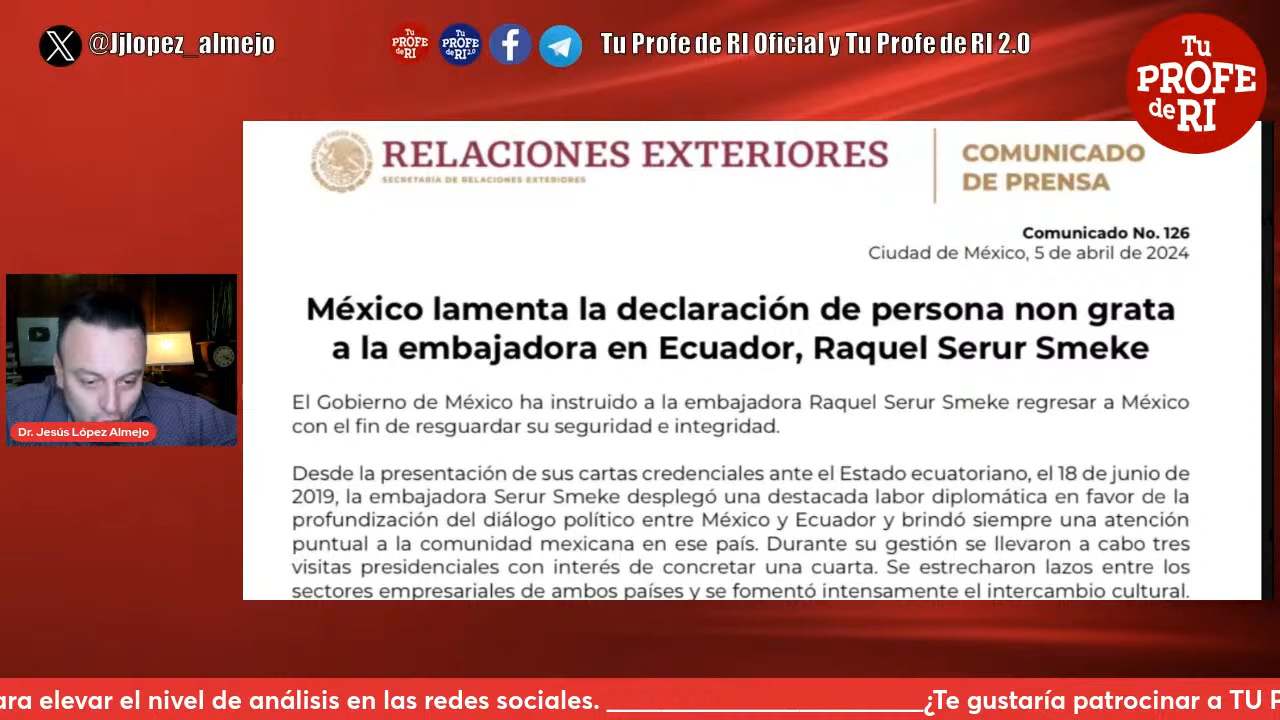 @Jjlopez_almejo
Tu PROFE de RI
Tu PROFE de RI 2.0
Tu Profe de RI Oficial y Tu Profe de RI 2.0
Tu
PROFE
de RI
RELACIONES EXTERIORES
SECRETARÍA DE RELACIONES EXTERIORES
COMUNICADO
DE PRENSA
Comunicado No. 126
Ciudad de México, 5 de abril de 2024
México lamenta la declaración de persona non grata
a la embajadora en Ecuador, Raquel Serur Smeke
El Gobierno de México ha instruido a la embajadora Raquel Serur Smeke regresar a México
con el fin de resguardar su seguridad e integridad.
Desde la presentación de sus cartas credenciales ante el Estado ecuatoriano, el 18 de junio de
2019, la embajadora Serur Smeke desplegó una destacada labor diplomática en favor de la
profundización del diálogo político entre México y Ecuador y brindó siempre una atención
puntual a la comunidad mexicana en ese país. Durante su gestión se llevaron a cabo tres
visitas presidenciales con interés de concretar una cuarta. Se estrecharon lazos entre los
sectores empresariales de ambos países y se fomentó intensamente el intercambio cultural.
Dr. Jesús López Almejo
ara elevar el nivel de análisis en las redes sociales. __________________________¿Te gustaría patrocinar a TU P